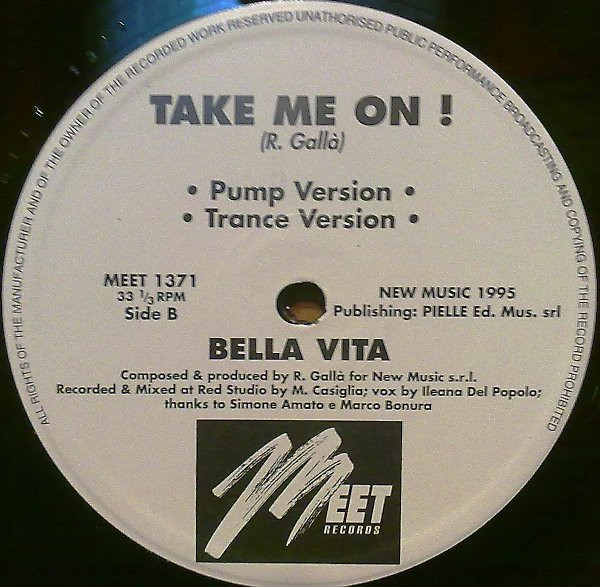 ALL RIGHTS OF THE MANUFACTURER AND OF THE OWNER OF THE RECORDED WORK RESERVED UNATHORISED PUBLIC PERFORMANCE BROADCASTING AND COPYING OF THE RECORD PROHIBITED
TAKE ME ON !
(R. Gallà)
• Pump Version •
• Trance Version •
MEET 1371
33 1/3 RPM
Side B
NEW MUSIC 1995
Publishing: PIELLE Ed. Mus. srl
BELLA VITA
Composed & produced by R. Gallà for New Music s.r.l.
Recorded & Mixed at Red Studio by M. Casiglia; vox by Ileana Del Popolo;
thanks to Simone Amato e Marco Bonura
MEET
RECORDS